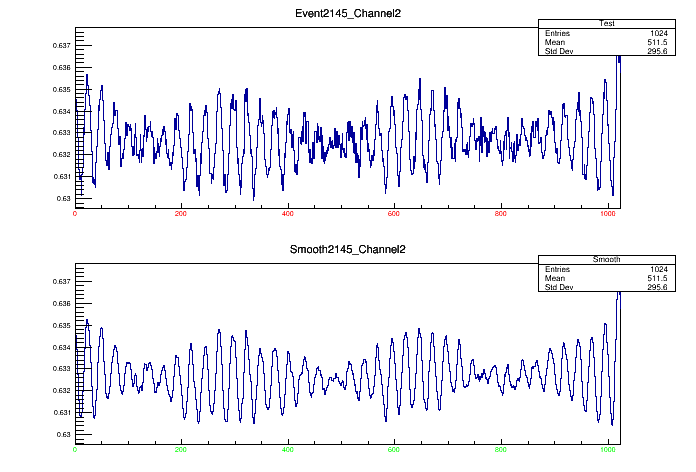 Event2145_Channel2
Test
Entries 1024
Mean 511.5
Std Dev 295.6
0.637
0.636
0.635
0.634
0.633
0.632
0.631
0.63
0 200 400 600 800 1000
Smooth2145_Channel2
Smooth
Entries 1024
Mean 511.5
Std Dev 295.6
0.637
0.636
0.635
0.634
0.633
0.632
0.631
0.63
0 200 400 600 800 1000